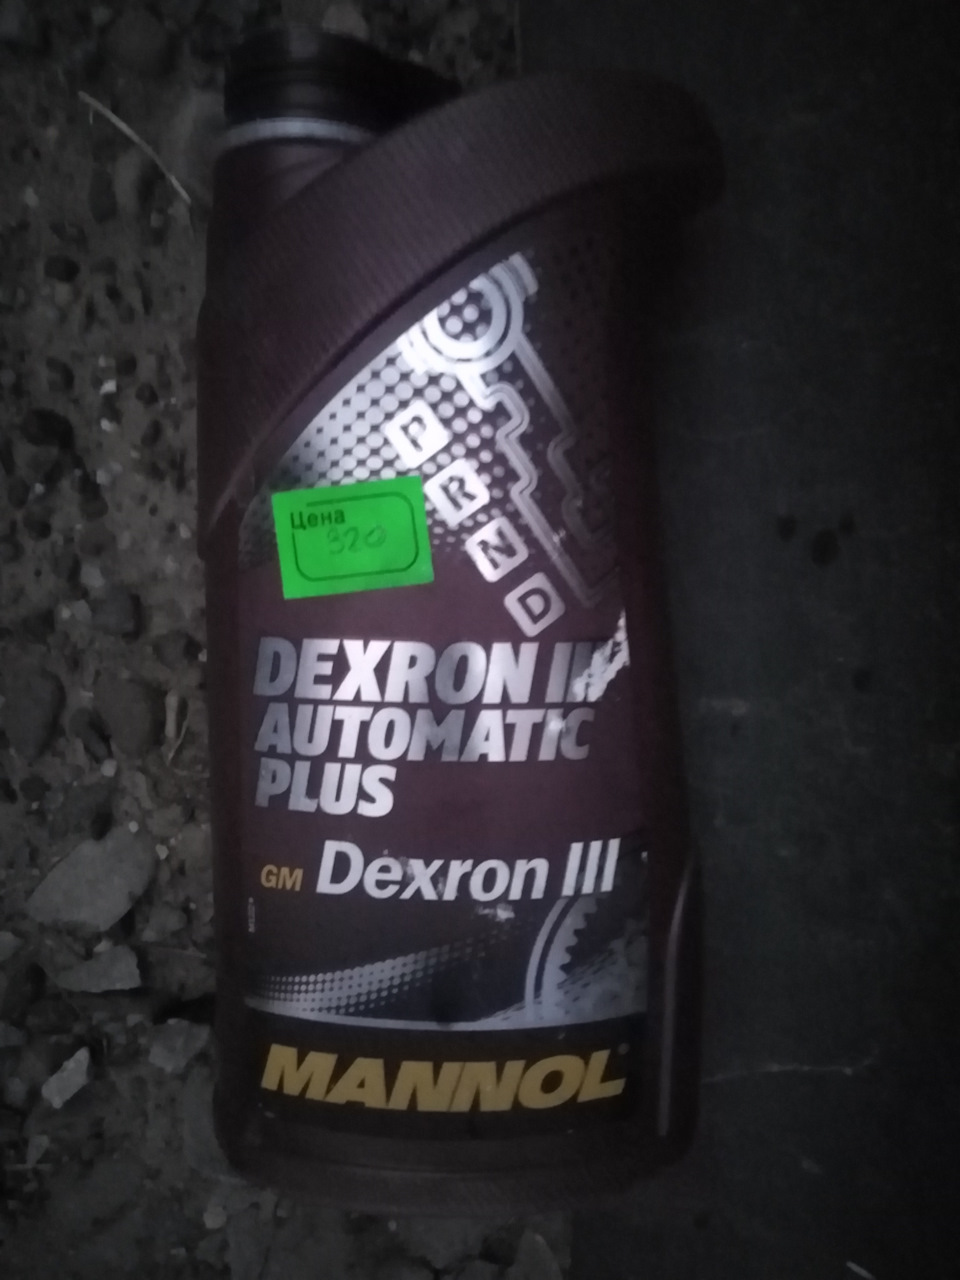 P
R
N
D
Цена
320
DEXRON III
AUTOMATIC
PLUS
GM Dexron III
MANNOL